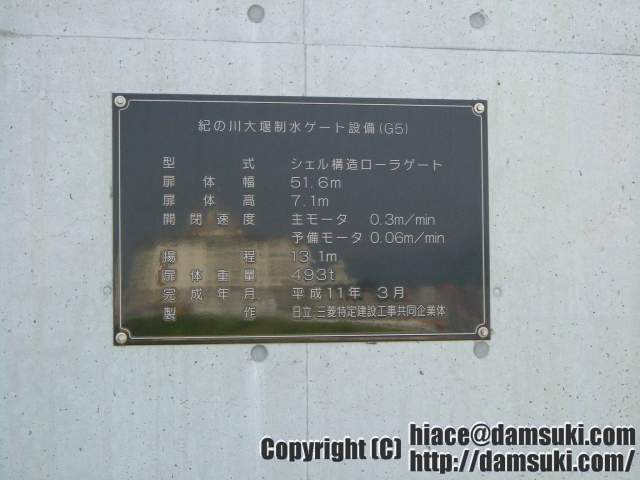 紀の川大堰制水ゲート設備(G5)
型式 シェル構造ローラゲート
扉体幅 51.6m
扉体高 7.1m
開閉速度 主モータ 0.3m/min
予備モータ 0.06m/min
揚程 13.1m
扉体重量 493t
完成年月 平成11年 3月
製作 日立 三菱特定建設工事共同企業体
Copyright (C) hiace@damsuki.com
http://damsuki.com/